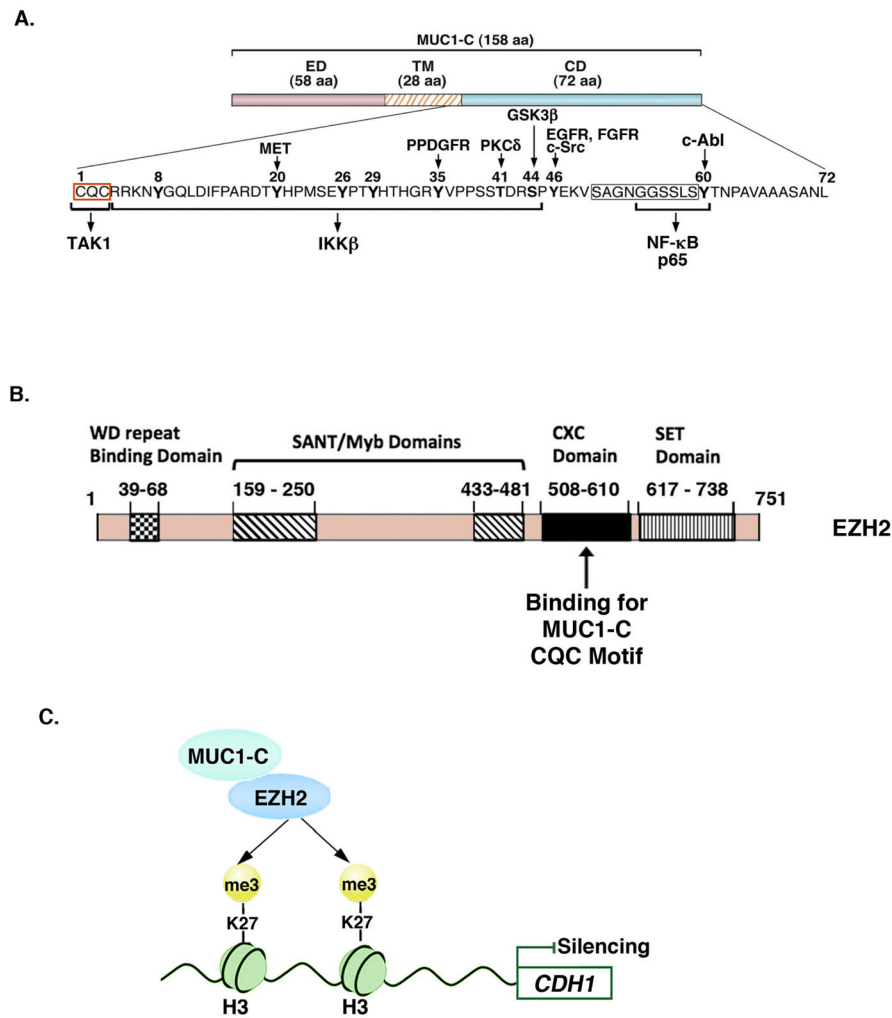 A.
MUC1-C (158 aa)
ED TM CD
(58 aa) (28 aa) (72 aa)
GSK3β
MET PPDGFR PKCδ EGFR, FGFR
c-Src c-Abl
1 8 20 26 29 35 41 44 46 60 72
CQCRRKNYGQLDIFPARDTYHPMSEYPTYHTHGRYVPPSSTDRSPYEKVSAGNGGSSLSYTNPAVAAASANL
TAK1 IKKβ NF-κB
p65
B.
WD repeat
Binding Domain
SANT/Myb Domains
CXC
Domain
SET
Domain
1 39-68 159 - 250 433-481 508-610 617 - 738 751
EZH2
Binding for
MUC1-C
CQC Motif
C.
MUC1-C
EZH2
me3 me3
K27 K27
Silencing
CDH1
H3 H3